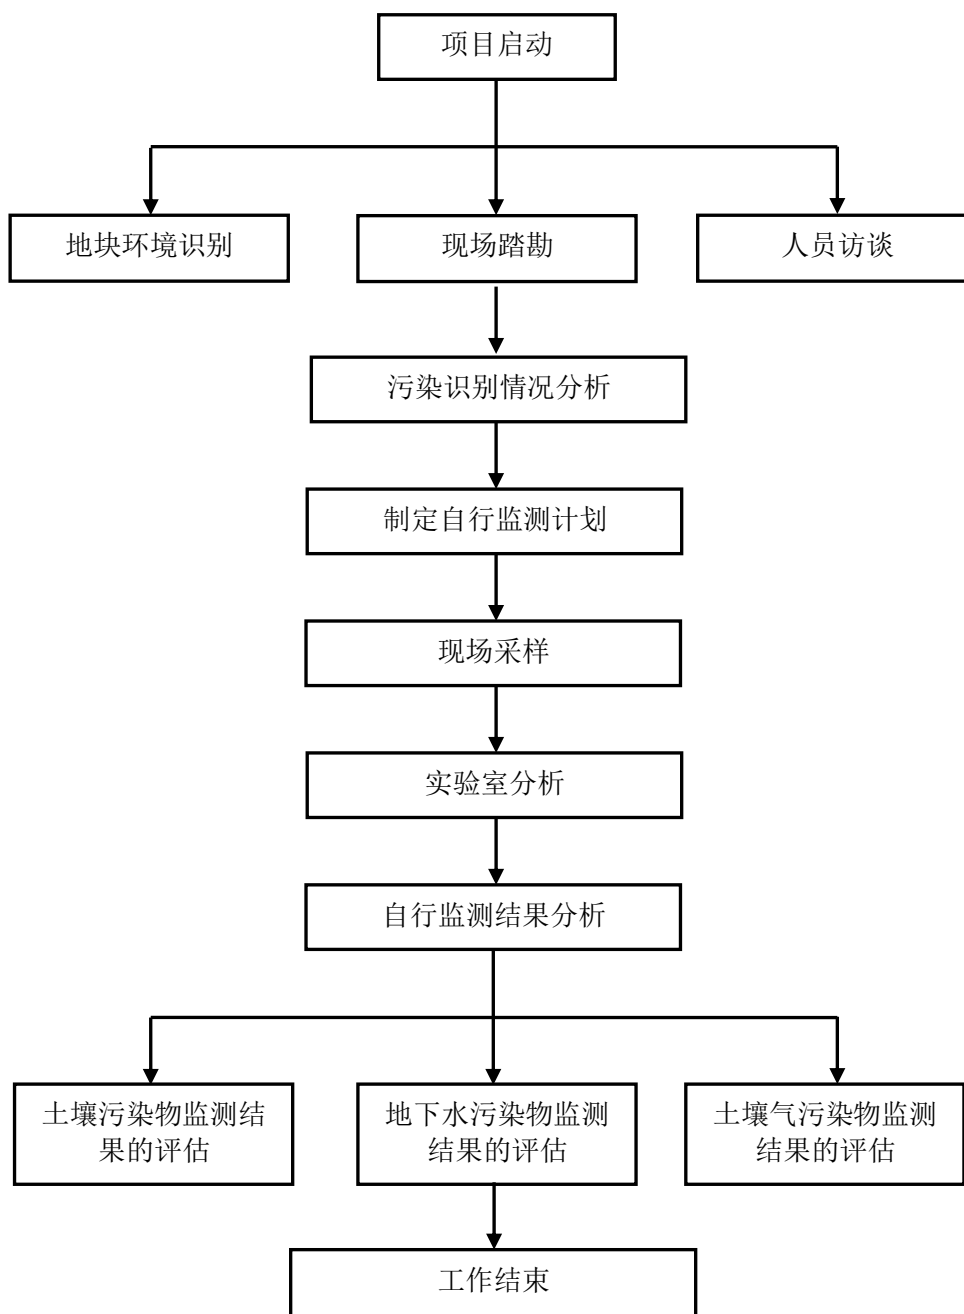 项目启动
地块环境识别
现场踏勘
人员访谈
污染识别情况分析
制定自行监测计划
现场采样
实验室分析
自行监测结果分析
土壤污染物监测结
果的评估
地下水污染物监测
结果的评估
土壤气污染物监测
结果的评估
工作结束